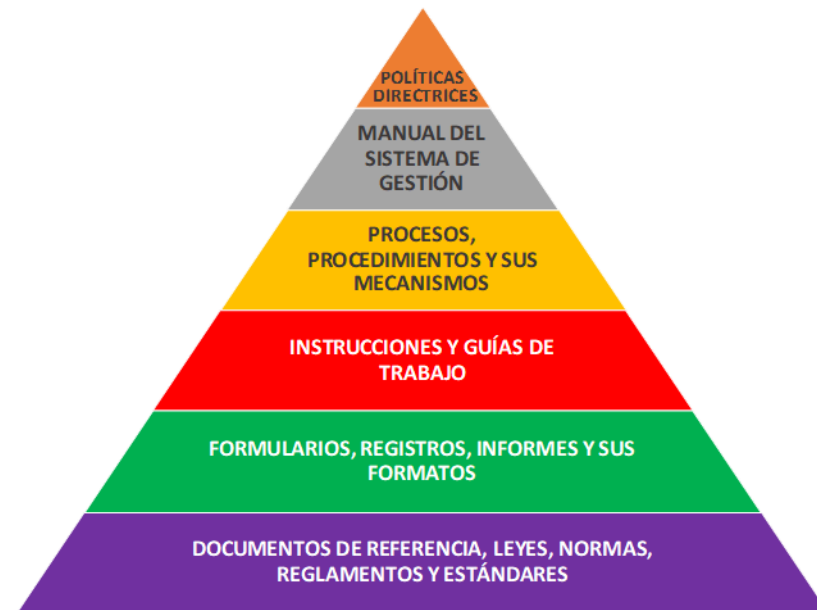 POLÍTICAS
DIRECTRICES
MANUAL DEL
SISTEMA DE
GESTIÓN
PROCESOS,
PROCEDIMIENTOS Y SUS
MECANISMOS
INSTRUCCIONES Y GUÍAS DE
TRABAJO
FORMULARIOS, REGISTROS, INFORMES Y SUS
FORMATOS
DOCUMENTOS DE REFERENCIA, LEYES, NORMAS,
REGLAMENTOS Y ESTÁNDARES